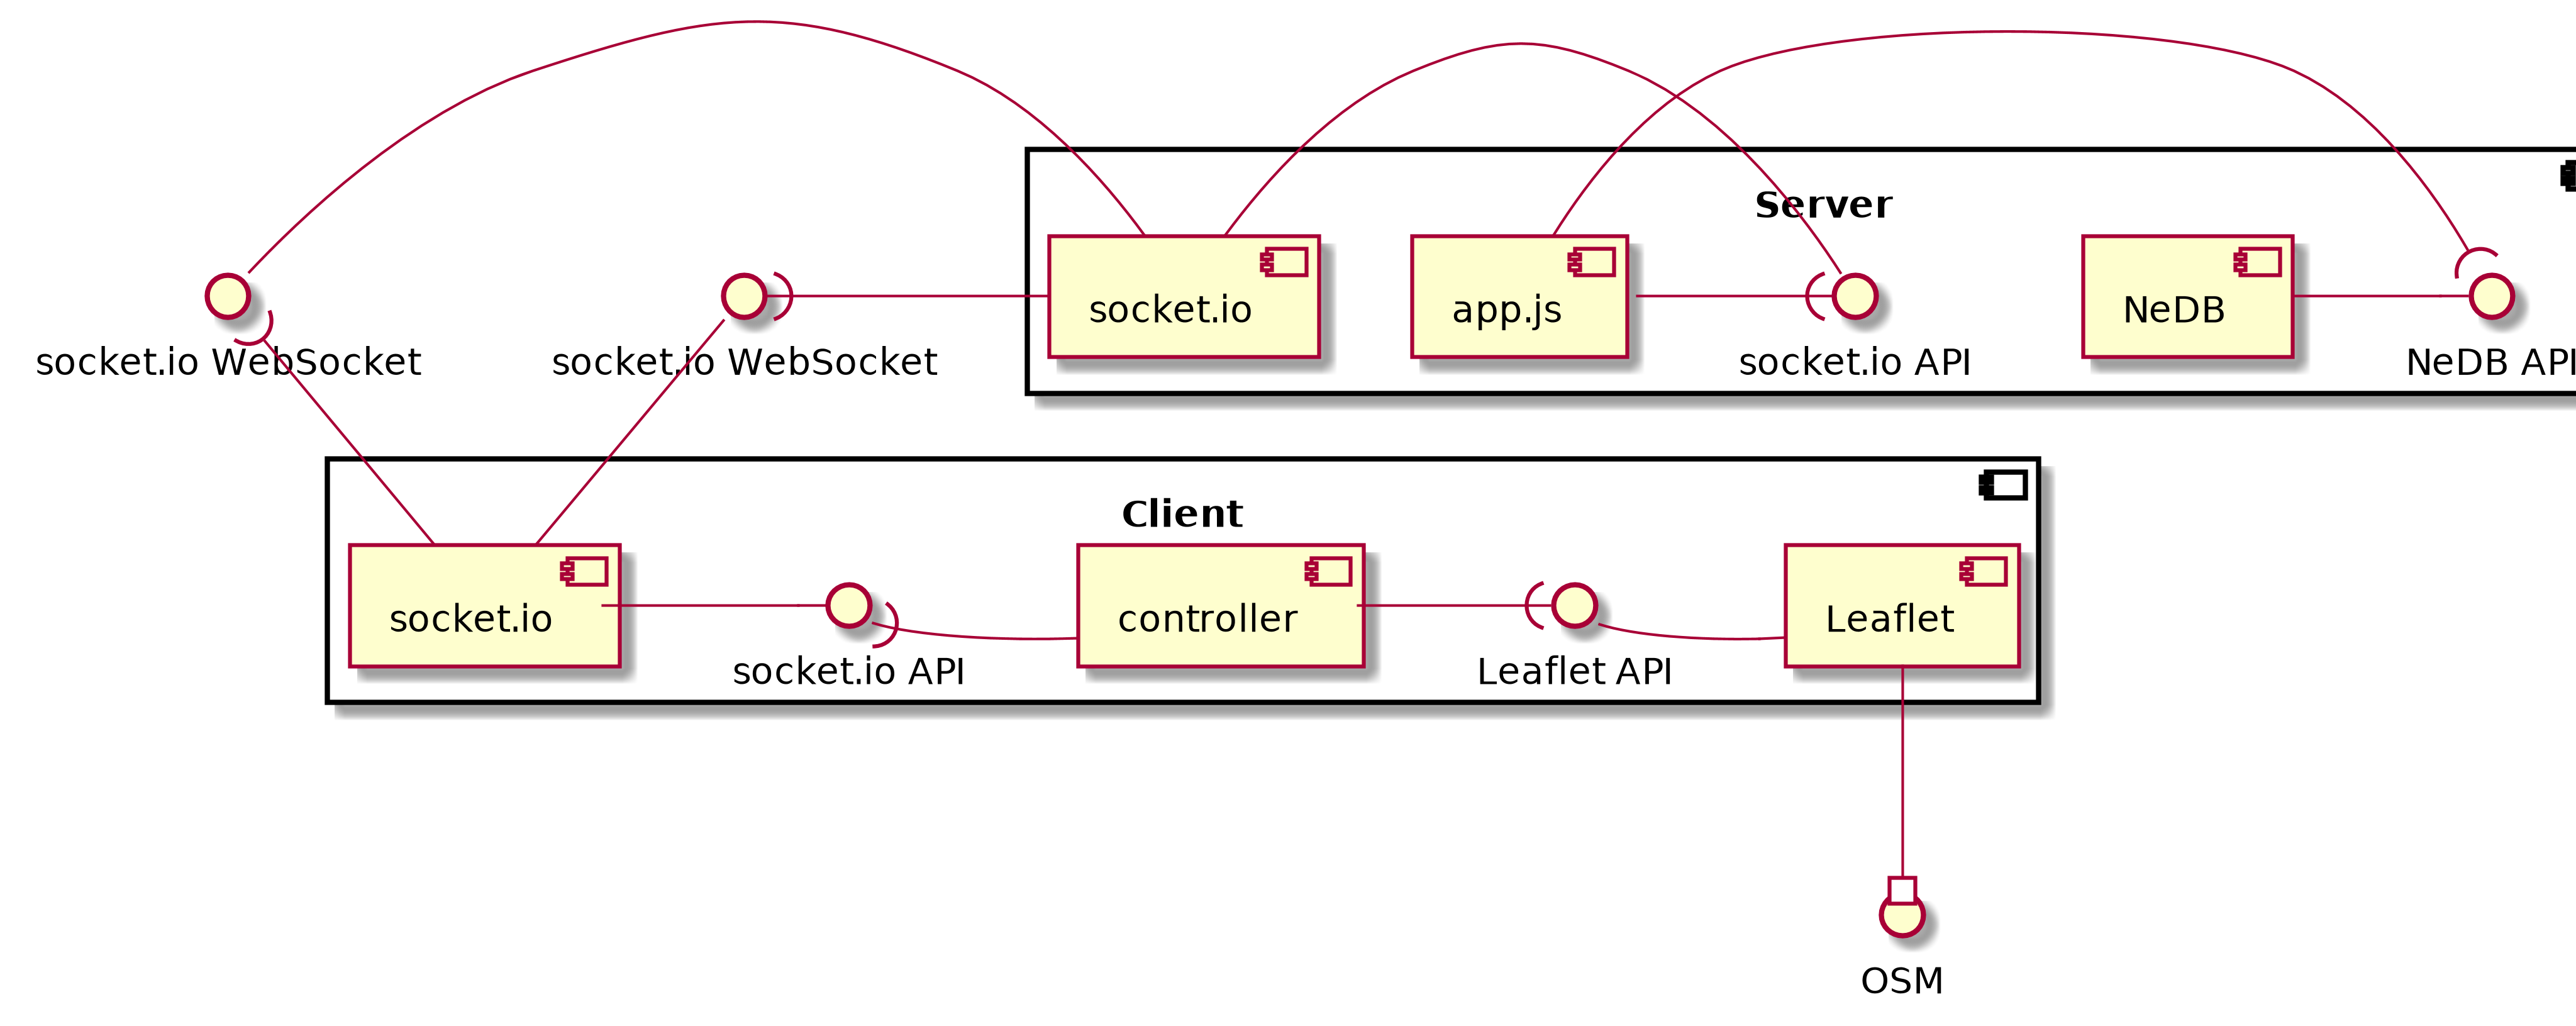 Server
socket.io
app.js
NeDB
socket.io WebSocket
socket.io WebSocket
socket.io API
NeDB API
Client
socket.io
controller
Leaflet
socket.io API
Leaflet API
OSM